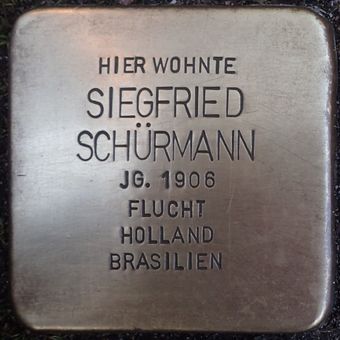 HIER WOHNTE
SIEGFRIED
SCHÜRMANN
JG. 1906
FLUCHT
HOLLAND
BRASILIEN